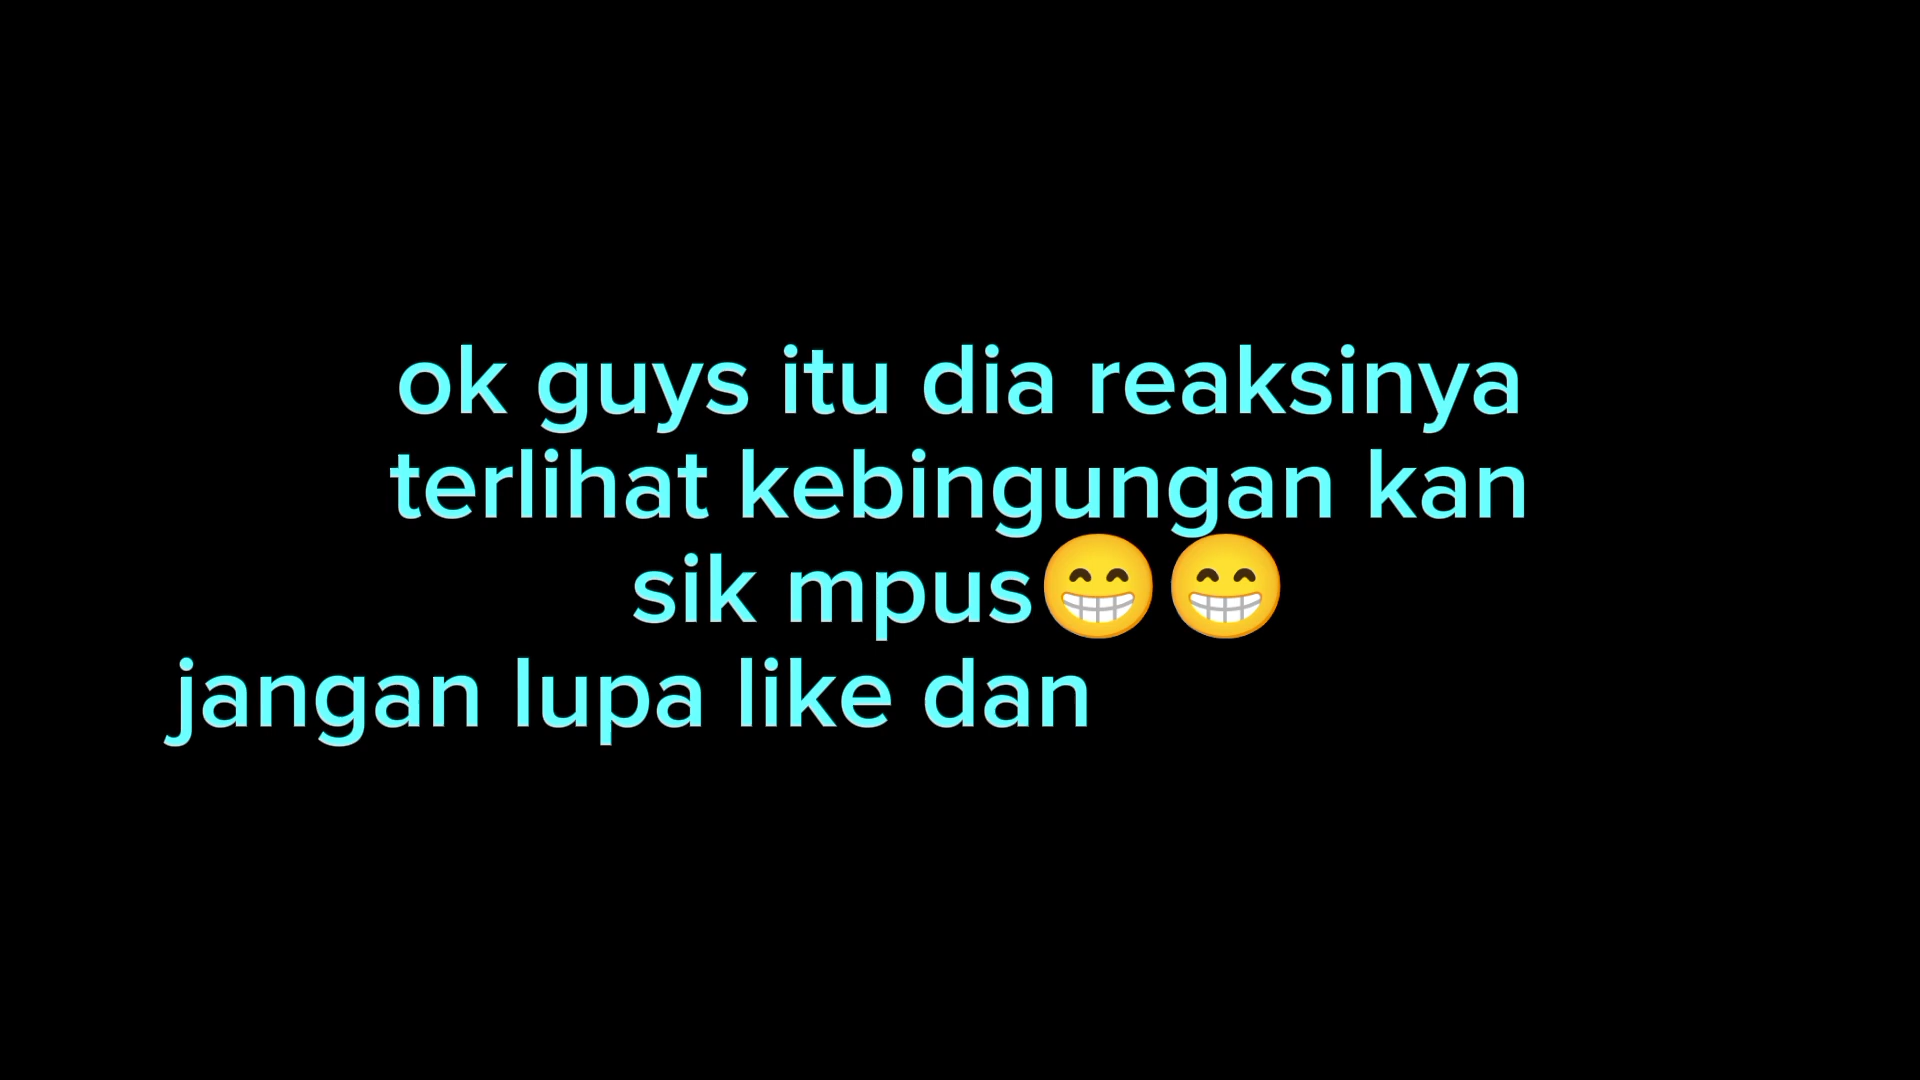 ok guys itu dia reaksinya
terlihat kebingungan kan
sik mpus😁😁
jangan lupa like dan